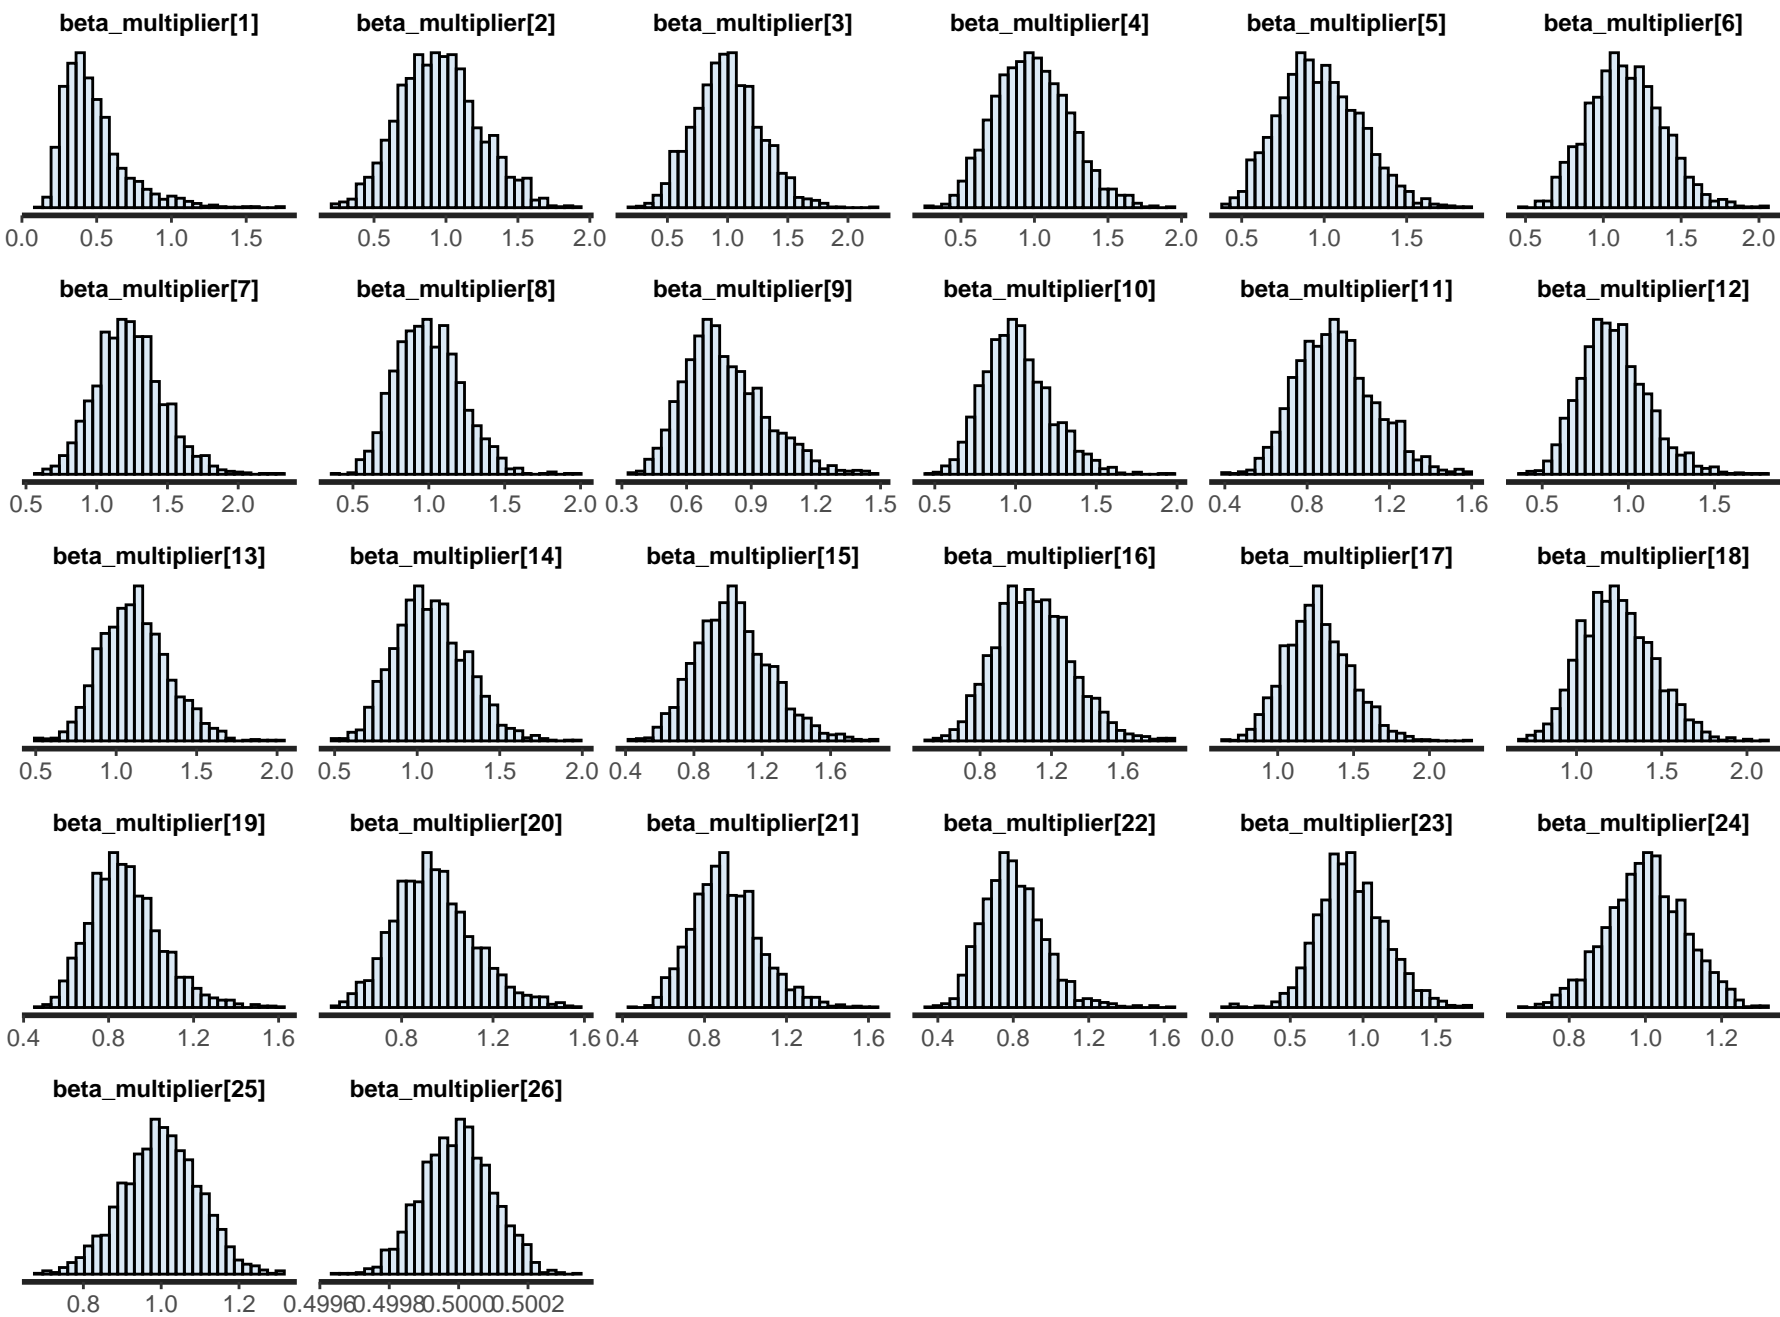 beta_multiplier[1] beta_multiplier[2] beta_multiplier[3] beta_multiplier[4] beta_multiplier[5] beta_multiplier[6]
0.0 0.5 1.0 1.5 0.5 1.0 1.5 2.0 0.5 1.0 1.5 2.0 0.5 1.0 1.5 2.0 0.5 1.0 1.5 0.5 1.0 1.5 2.0
beta_multiplier[7] beta_multiplier[8] beta_multiplier[9] beta_multiplier[10] beta_multiplier[11] beta_multiplier[12]
0.5 1.0 1.5 2.0 0.5 1.0 1.5 2.0 0.3 0.6 0.9 1.2 1.5 0.5 1.0 1.5 2.0 0.4 0.8 1.2 1.6 0.5 1.0 1.5
beta_multiplier[13] beta_multiplier[14] beta_multiplier[15] beta_multiplier[16] beta_multiplier[17] beta_multiplier[18]
0.5 1.0 1.5 2.0 0.5 1.0 1.5 2.0 0.4 0.8 1.2 1.6 0.8 1.2 1.6 1.0 1.5 2.0 1.0 1.5 2.0
beta_multiplier[19] beta_multiplier[20] beta_multiplier[21] beta_multiplier[22] beta_multiplier[23] beta_multiplier[24]
0.4 0.8 1.2 1.6 0.8 1.2 1.6 0.4 0.8 1.2 1.6 0.4 0.8 1.2 1.6 0.0 0.5 1.0 1.5 0.8 1.0 1.2
beta_multiplier[25] beta_multiplier[26]
0.8 1.0 1.2 0.4996 0.4998 0.5000 0.5002